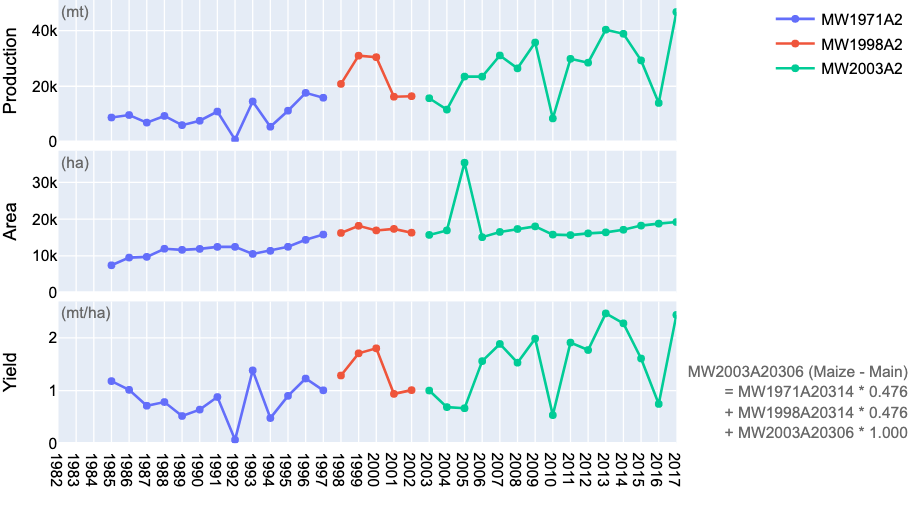 (mt)
Production
40k
20k
0
MW1971A2
MW1998A2
MW2003A2
(ha)
Area
30k
20k
10k
0
(mt/ha)
Yield
2
1
0
1982
1983
1984
1985
1986
1987
1988
1989
1990
1991
1992
1993
1994
1995
1996
1997
1998
1999
2000
2001
2002
2003
2004
2005
2006
2007
2008
2009
2010
2011
2012
2013
2014
2015
2016
2017
MW2003A20306 (Maize - Main)
= MW1971A20314 * 0.476
+ MW1998A20314 * 0.476
+ MW2003A20306 * 1.000